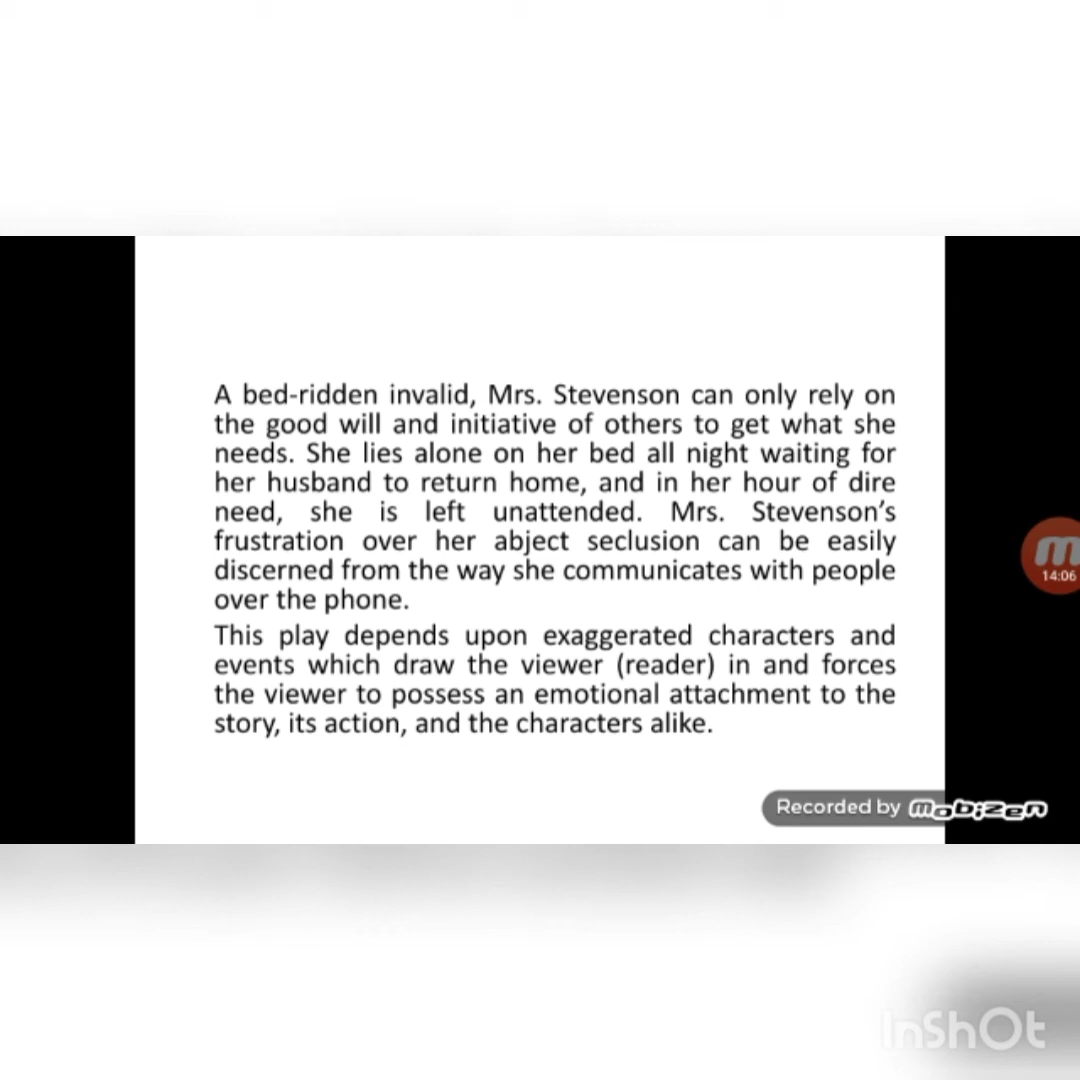 A bed-ridden invalid, Mrs. Stevenson can only rely on
the good will and initiative of others to get what she
needs. She lies alone on her bed all night waiting for
her husband to return home, and in her hour of dire
need, she is left unattended. Mrs. Stevenson's
frustration over her abject seclusion can be easily
discerned from the way she communicates with people
over the phone.
This play depends upon exaggerated characters and
events which draw the viewer (reader) in and forces
the viewer to possess an emotional attachment to the
story, its action, and the characters alike.
m
14:06
Recorded by mobizen
InShOt